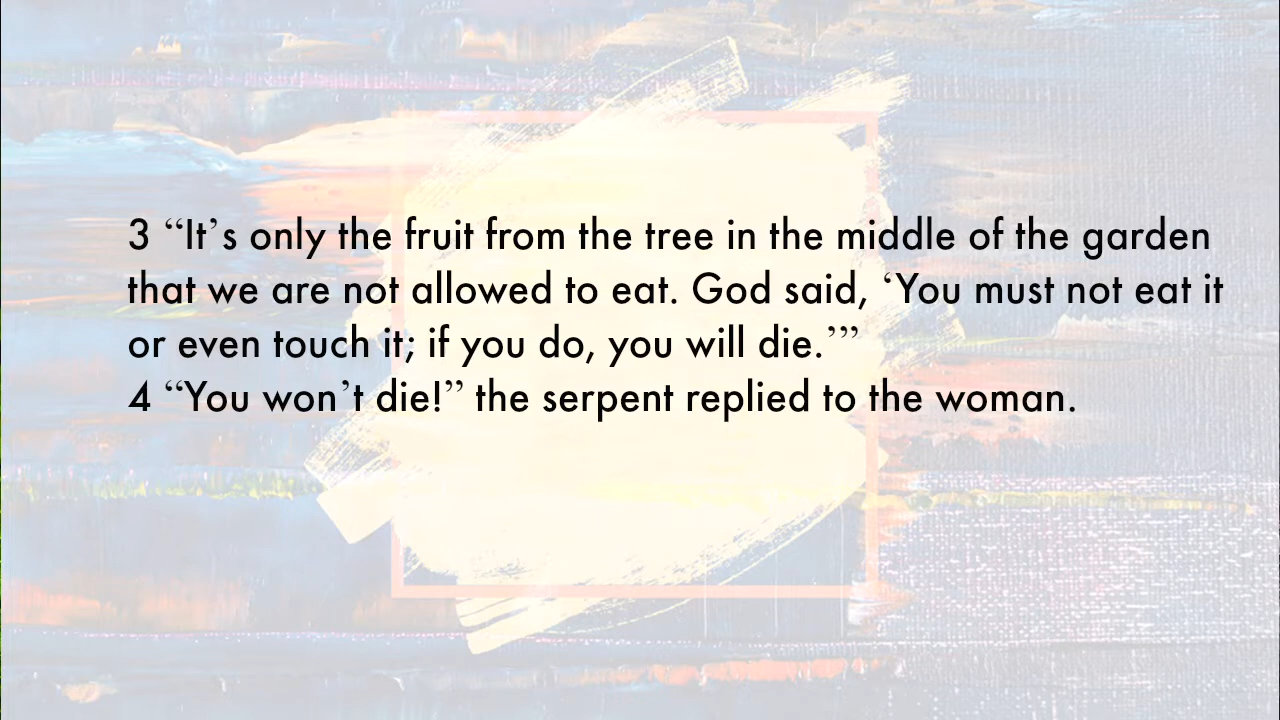 3 “It’s only the fruit from the tree in the middle of the garden
that we are not allowed to eat. God said, ‘You must not eat it
or even touch it; if you do, you will die.’”
4 “You won’t die!” the serpent replied to the woman.